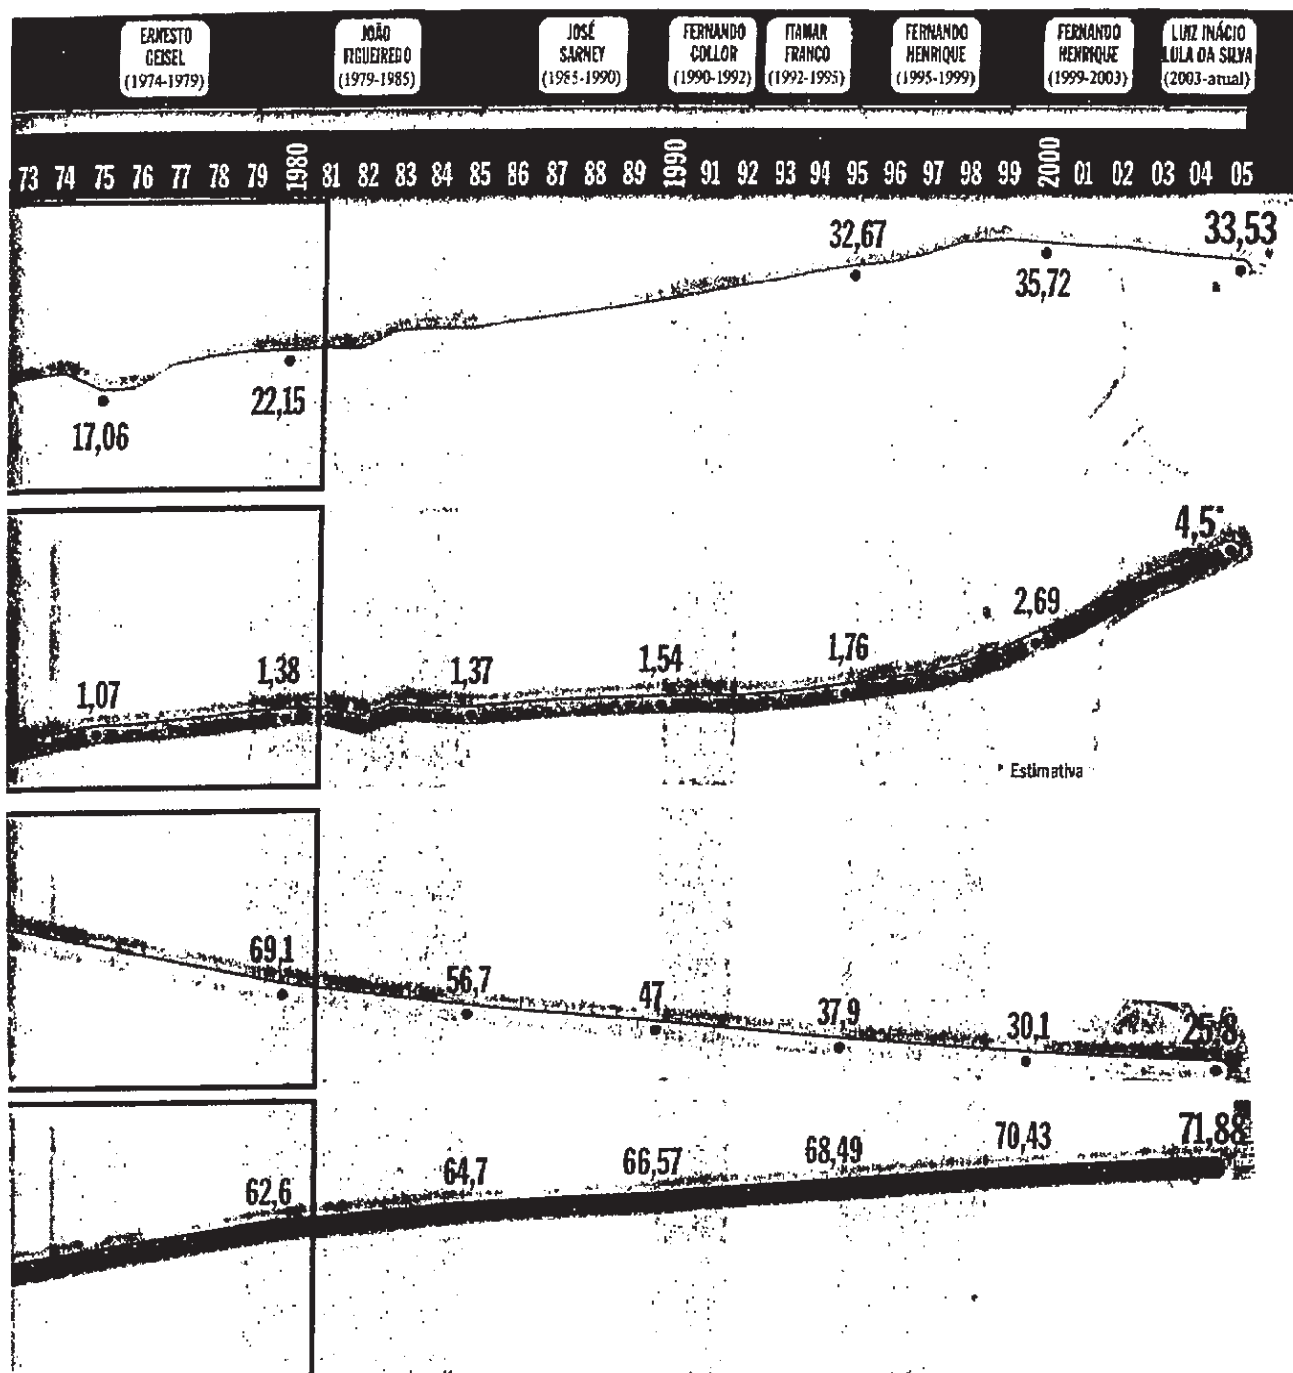 ERNESTO
GEISEL
(1974-1979)
JOÃO
FIGUEIREDO
(1979-1985)
JOSÉ
SARNEY
(1985-1990)
FERNANDO
COLLOR
(1990-1992)
ITAMAR
FRANCO
(1992-1995)
FERNANDO
HENRIQUE
(1995-1999)
FERNANDO
HENRIQUE
(1999-2003)
LUIZ INÁCIO
LULA DA SILVA
(2003-atual)
73 74 75 76 77 78 79 1980 81 82 83 84 85 86 87 88 89 1990 91 92 93 94 95 96 97 98 99 2000 01 02 03 04 05
17,06 22,15 32,67 35,72 33,53
1,07 1,38 1,37 1,54 1,76 2,69 4,5*
* Estimativa
69,1 56,7 47 37,9 30,1 25,8
62,6 64,7 66,57 68,49 70,43 71,88